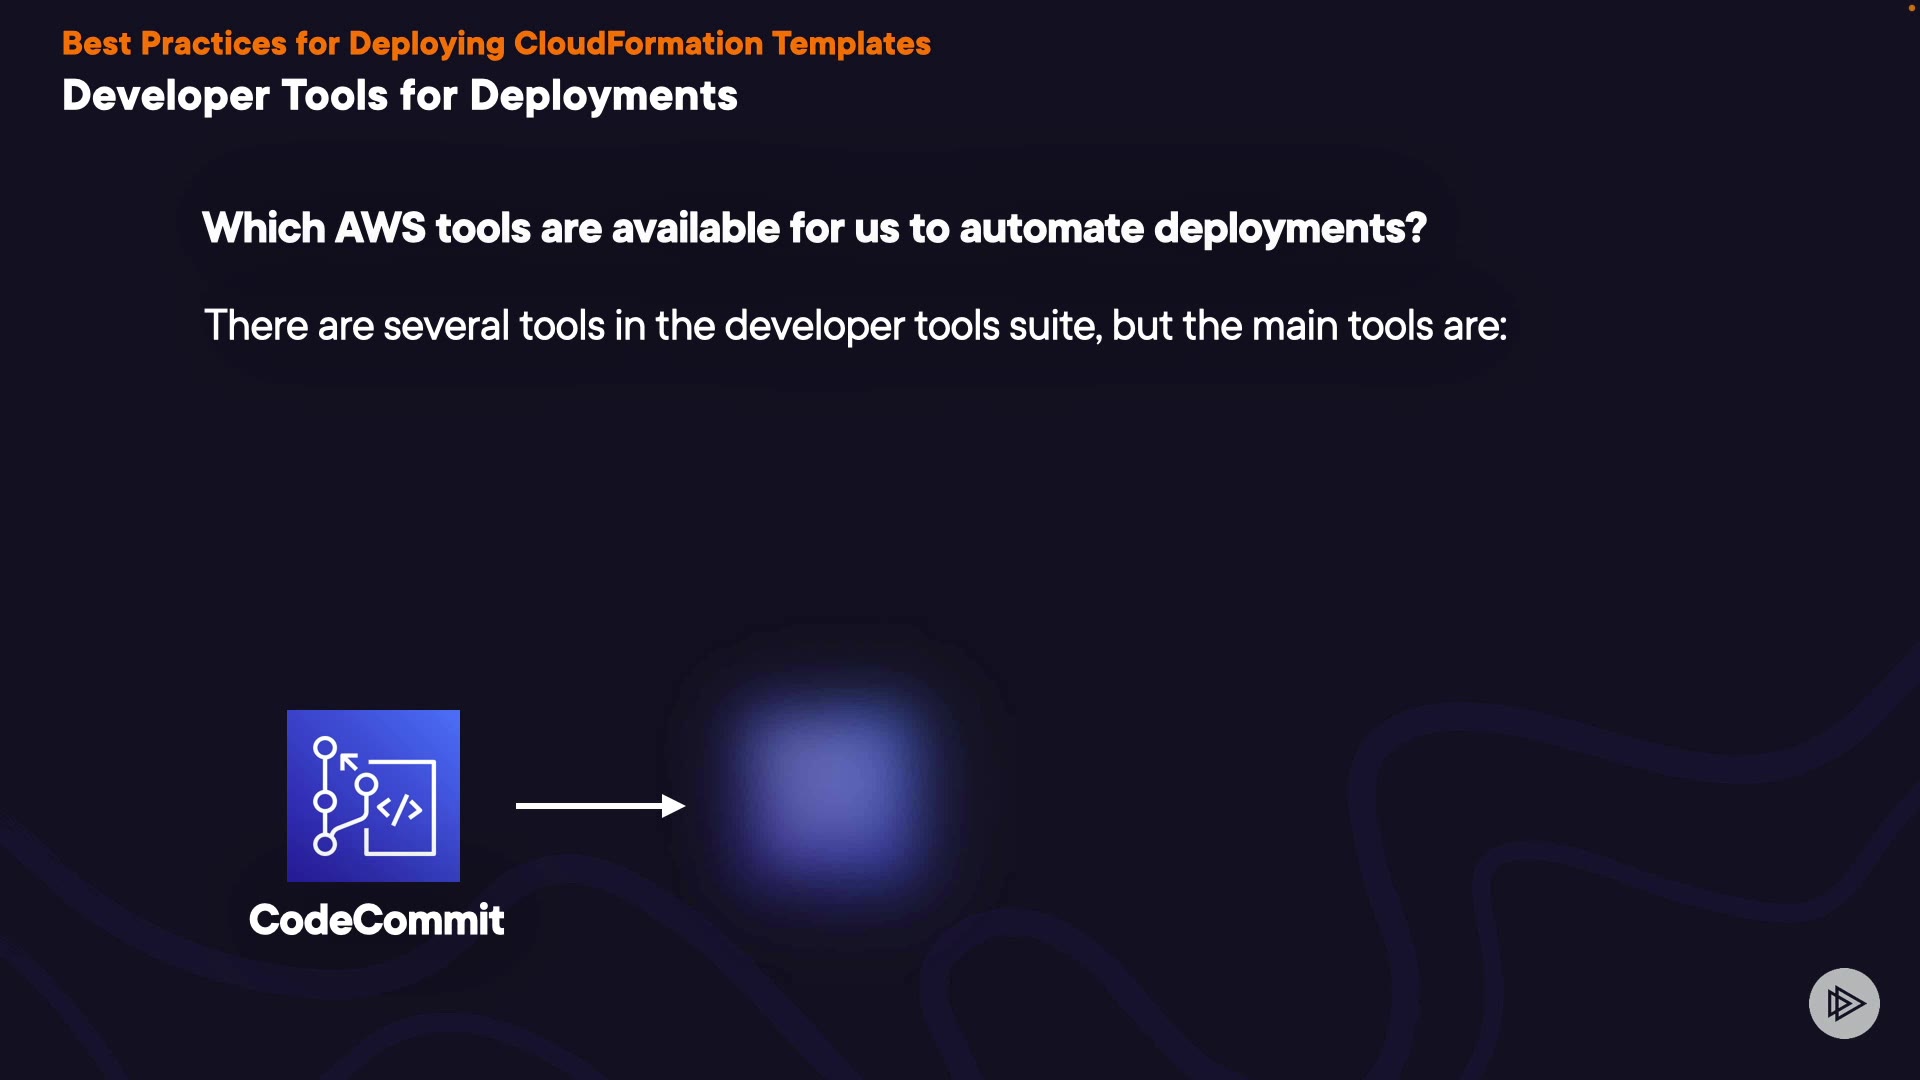 Best Practices for Deploying CloudFormation Templates
Developer Tools for Deployments
Which AWS tools are available for us to automate deployments?
There are several tools in the developer tools suite, but the main tools are:
</>
CodeCommit